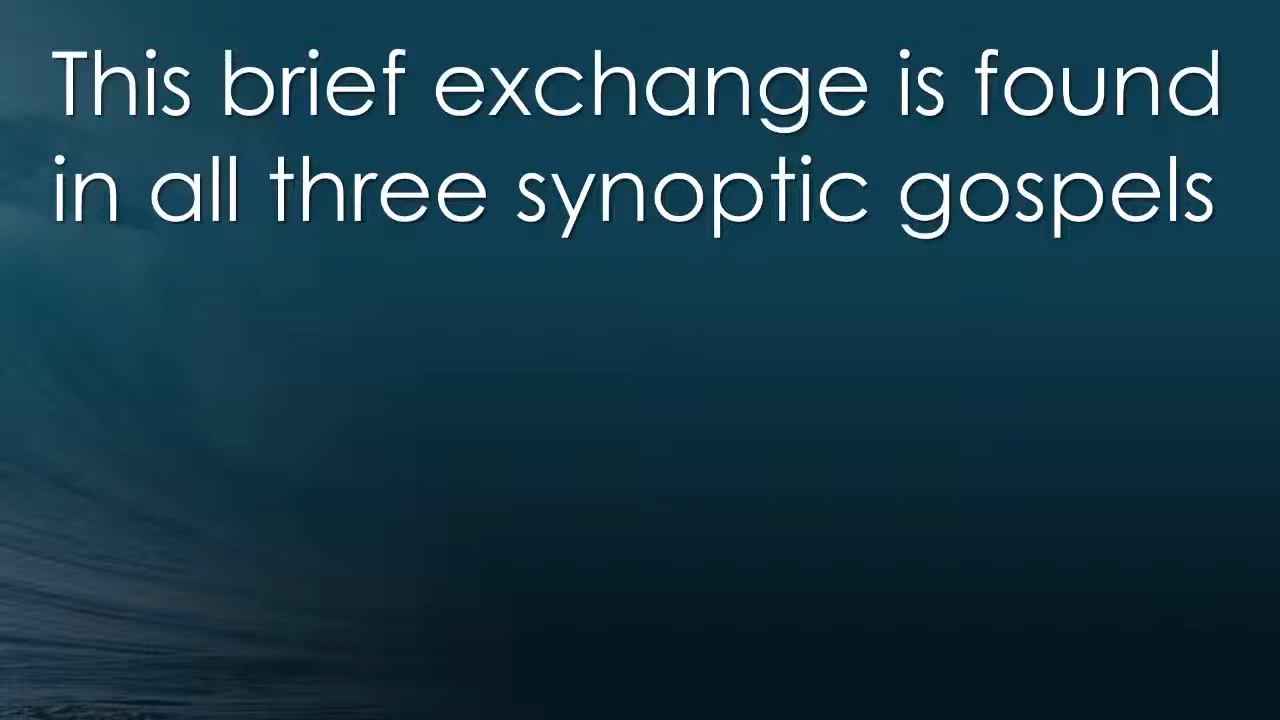 This brief exchange is found
in all three synoptic gospels